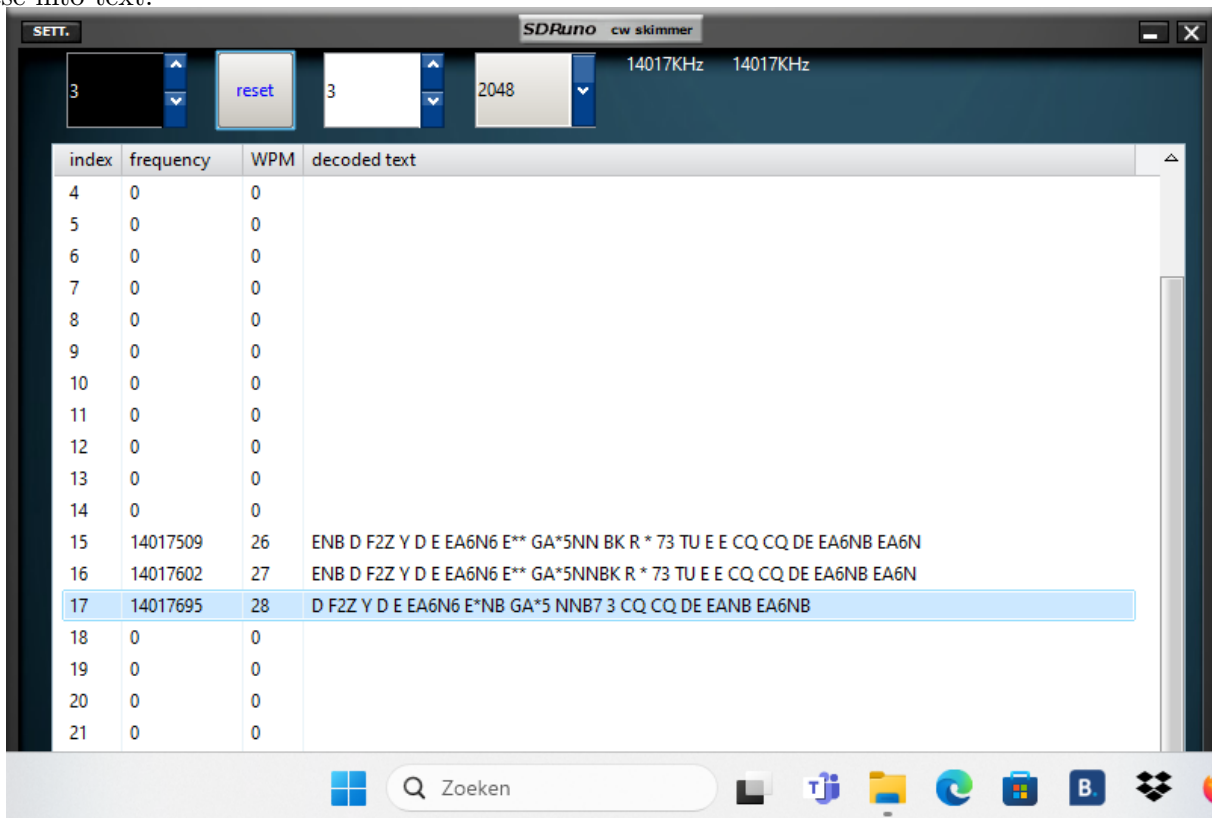 se into text.
SETT. SDRuno cw skimmer
3 reset 3 2048 14017KHz 14017KHz
index frequency WPM decoded text
4 0 0
5 0 0
6 0 0
7 0 0
8 0 0
9 0 0
10 0 0
11 0 0
12 0 0
13 0 0
14 0 0
15 14017509 26 ENB D F2Z Y D E EA6N6 E** GA*5NN BK R * 73 TU E E CQ CQ DE EA6NB EA6N
16 14017602 27 ENB D F2Z Y D E EA6N6 E** GA*5NNBK R * 73 TU E E CQ CQ DE EA6NB EA6N
17 14017695 28 D F2Z Y D E EA6N6 E*NB GA*5 NNB7 3 CQ CQ DE EANB EA6NB
18 0 0
19 0 0
20 0 0
21 0 0
Zoeken B.